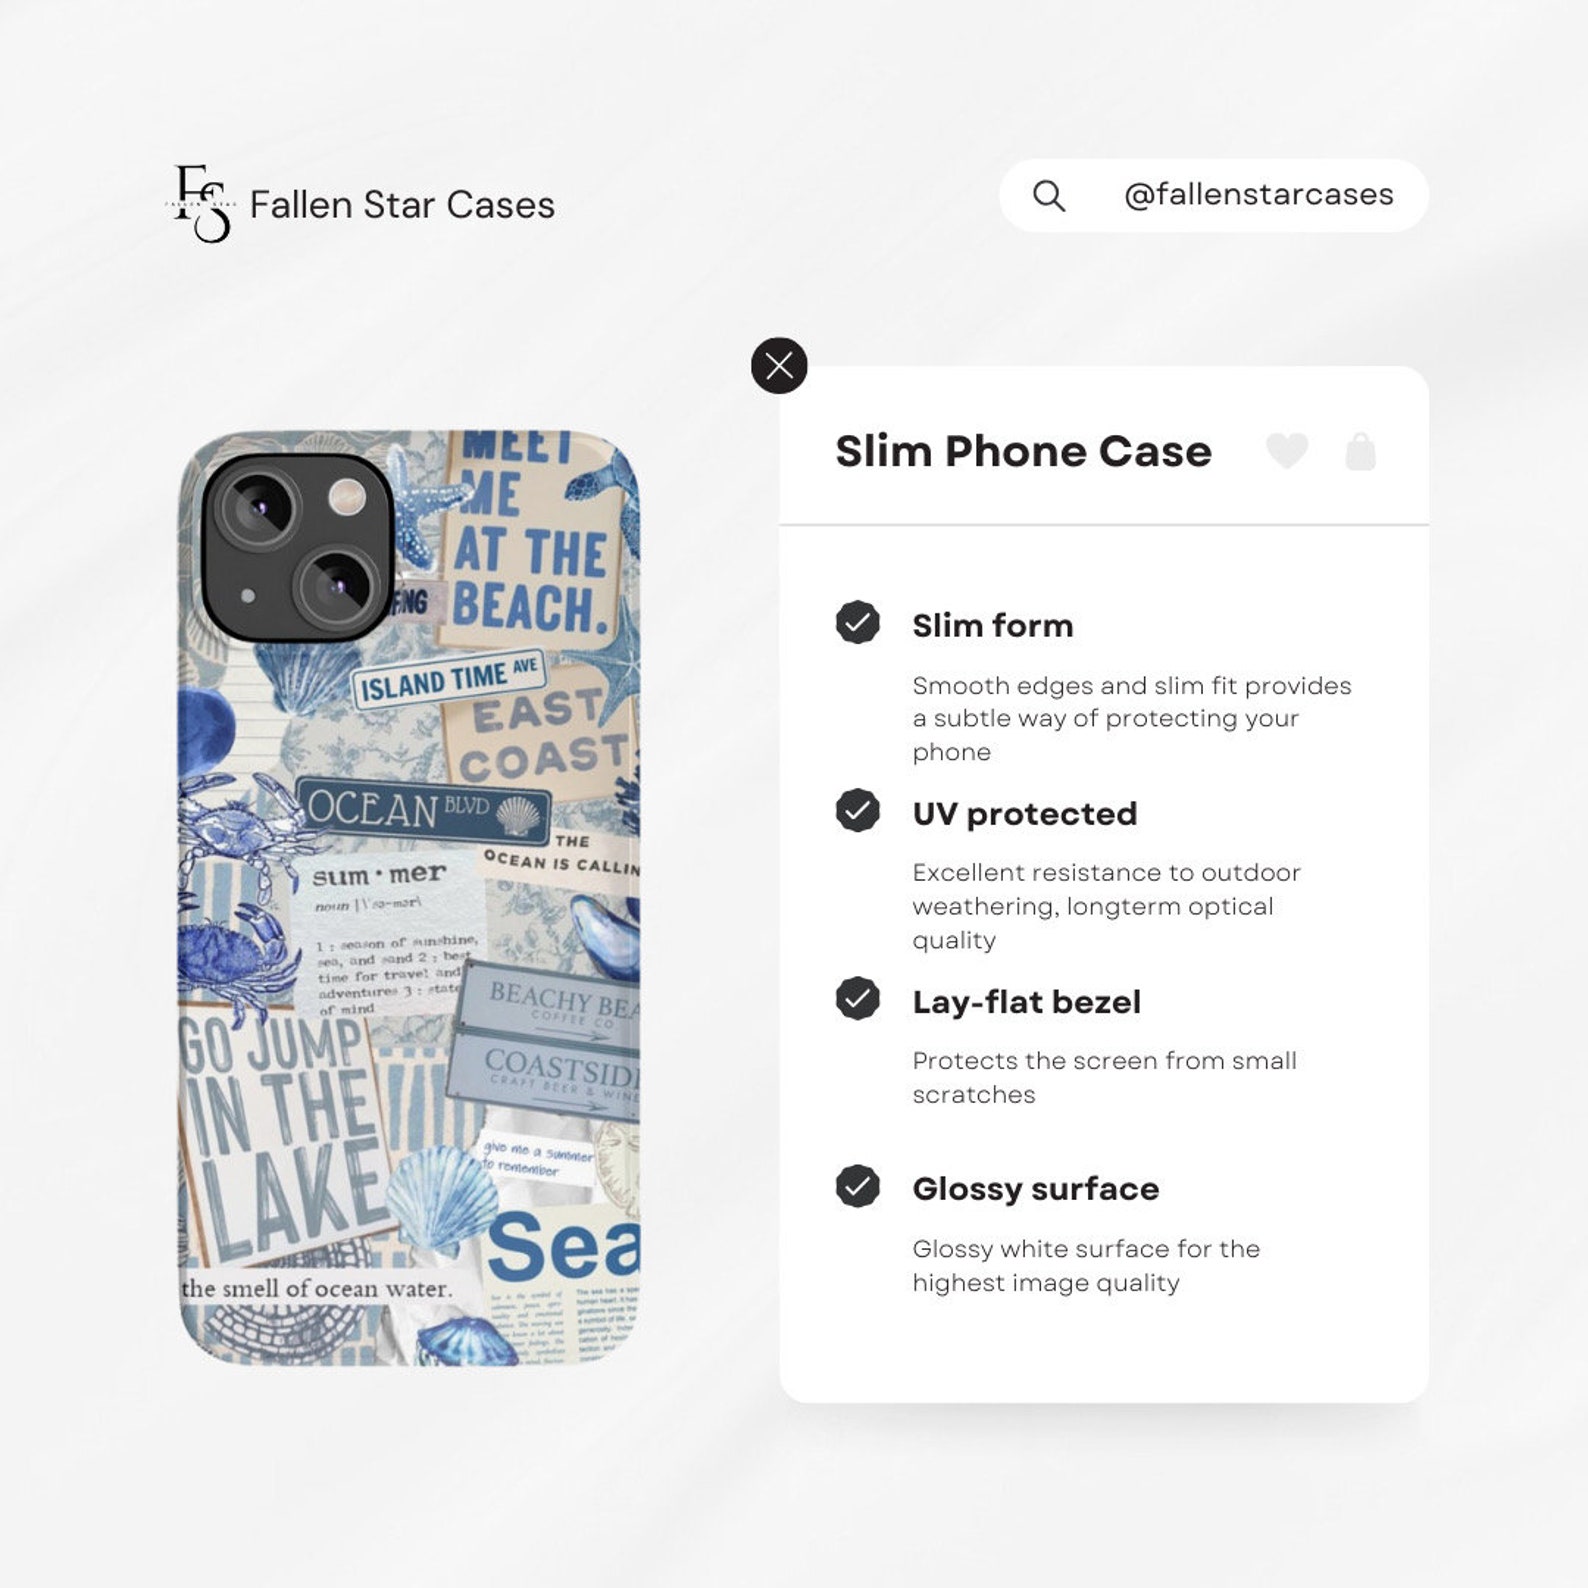 FS
FALLEN STAR
Fallen Star Cases
@fallenstarcases
MEET
ME
AT THE
BEACH.
ISLAND TIME AVE
EAST
COAST
OCEAN BLVD
THE
OCEAN IS CALLIN
sum·mer
noun
1 : season of sunshine,
sea, and sand 2 : best
time for travel and
adventures 3 : state
of mind
BEACHY BEA
COFFEE CO
COASTSIDE
CRAFT BEER & WINE
GO JUMP
IN THE
LAKE
give me a summer
to remember
Sea
the smell of ocean water.
Slim Phone Case
Slim form
Smooth edges and slim fit provides
a subtle way of protecting your
phone
UV protected
Excellent resistance to outdoor
weathering, longterm optical
quality
Lay-flat bezel
Protects the screen from small
scratches
Glossy surface
Glossy white surface for the
highest image quality